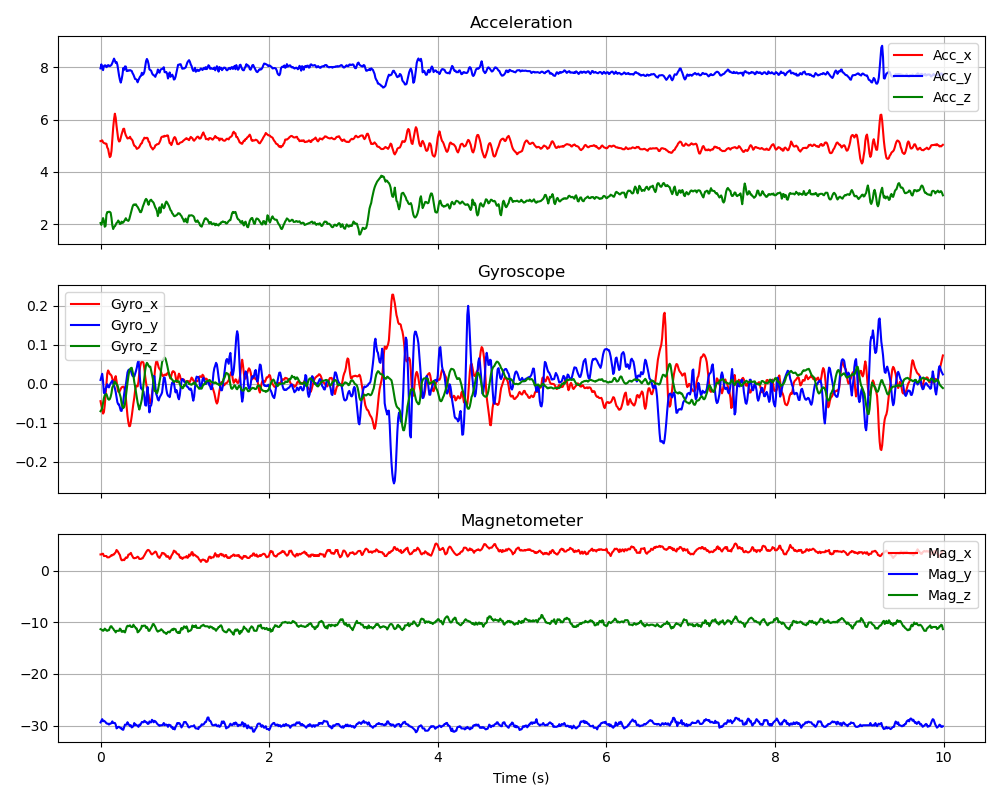 Acceleration
8
6
4
2
Acc_x
Acc_y
Acc_z
Gyroscope
0.2
0.1
0.0
−0.1
−0.2
Gyro_x
Gyro_y
Gyro_z
Magnetometer
0
−10
−20
−30
Mag_x
Mag_y
Mag_z
0 2 4 6 8 10
Time (s)